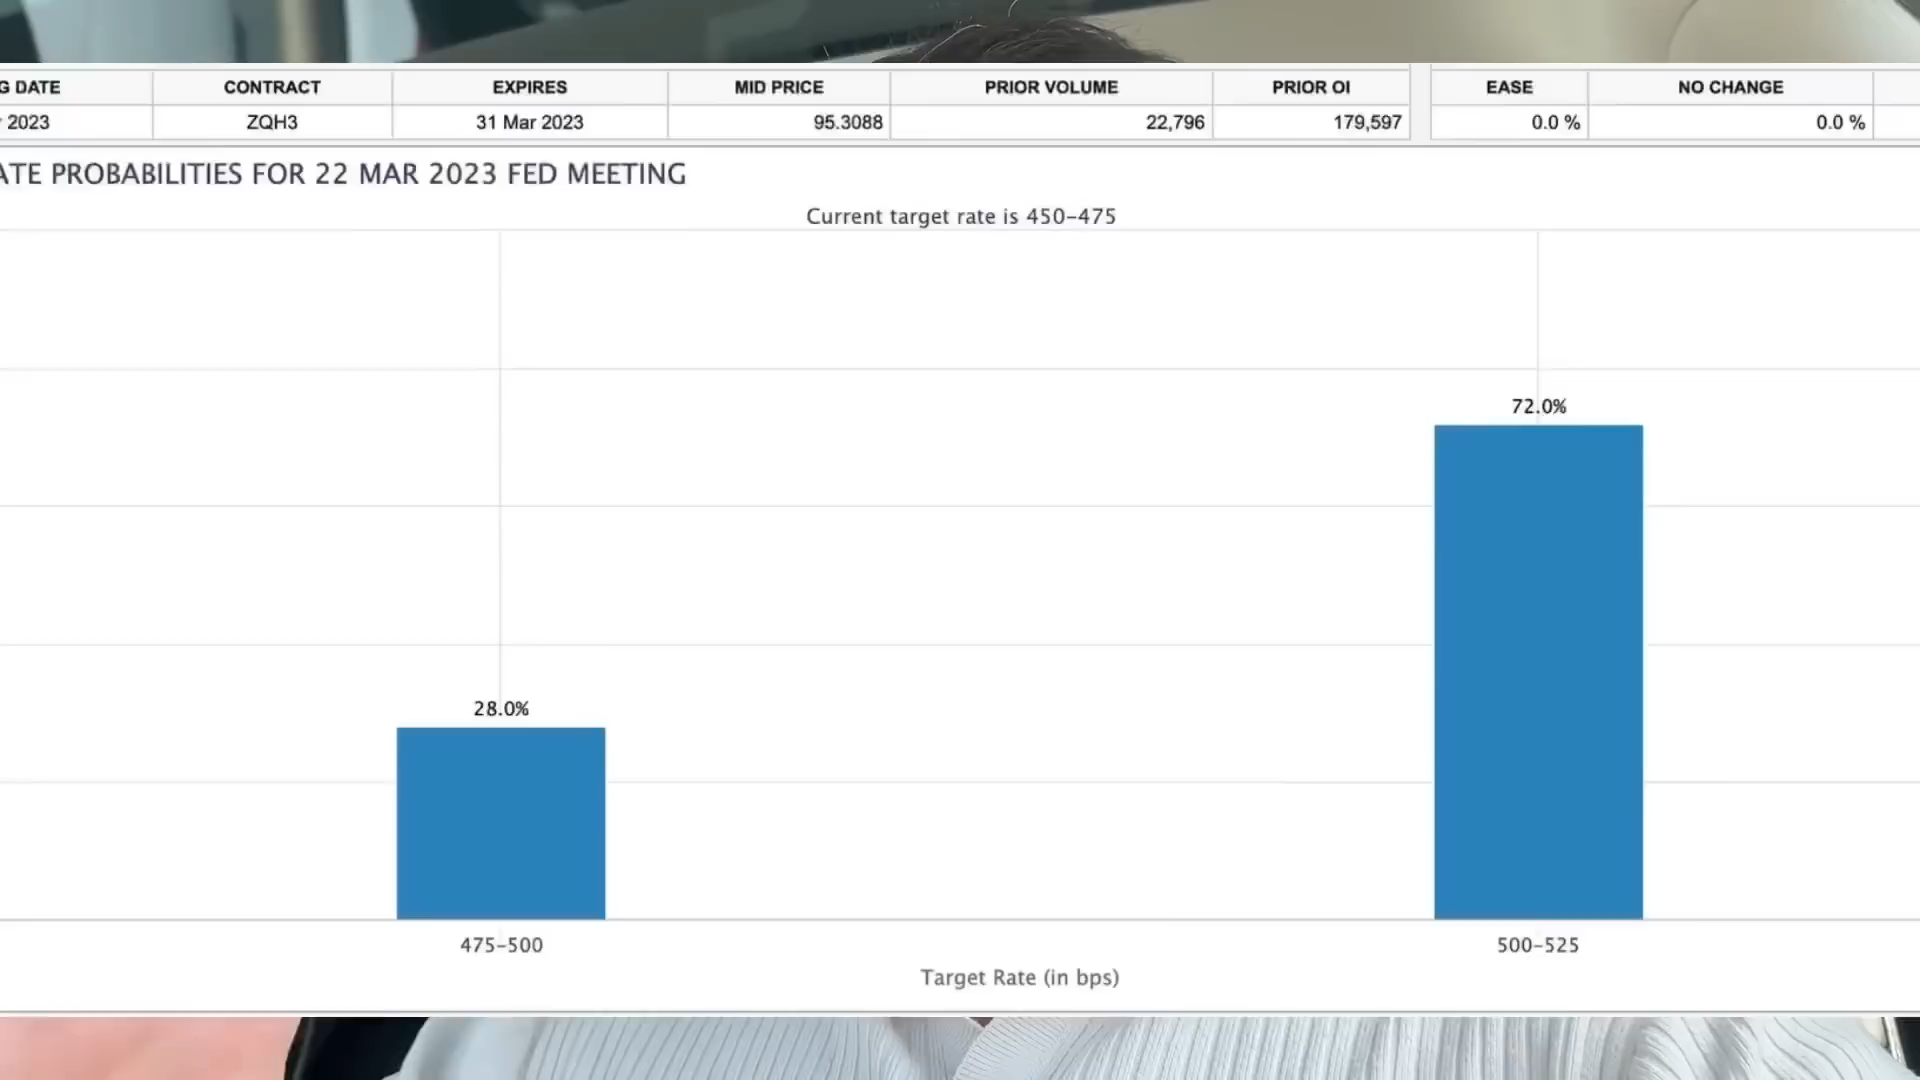 G DATE CONTRACT EXPIRES MID PRICE PRIOR VOLUME PRIOR OI EASE NO CHANGE
2023 ZQH3 31 Mar 2023 95.3088 22,796 179,597 0.0 % 0.0 %
ATE PROBABILITIES FOR 22 MAR 2023 FED MEETING
Current target rate is 450–475
72.0%
28.0%
475–500 500–525
Target Rate (in bps)